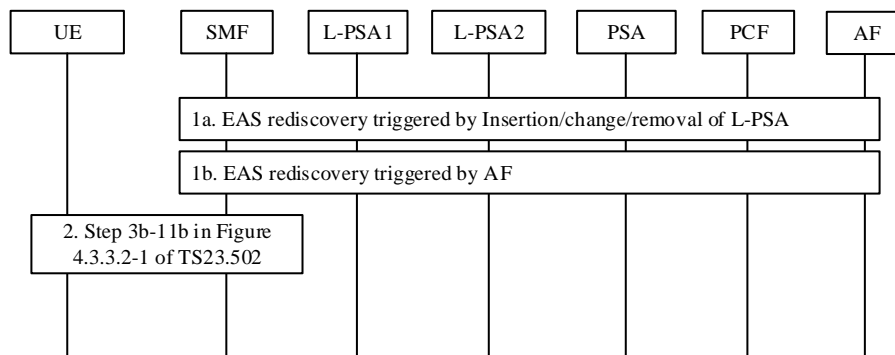 UE
SMF
L-PSA1
L-PSA2
PSA
PCF
AF
1a. EAS rediscovery triggered by Insertion/change/removal of L-PSA
1b. EAS rediscovery triggered by AF
2. Step 3b-11b in Figure
4.3.3.2-1 of TS23.502